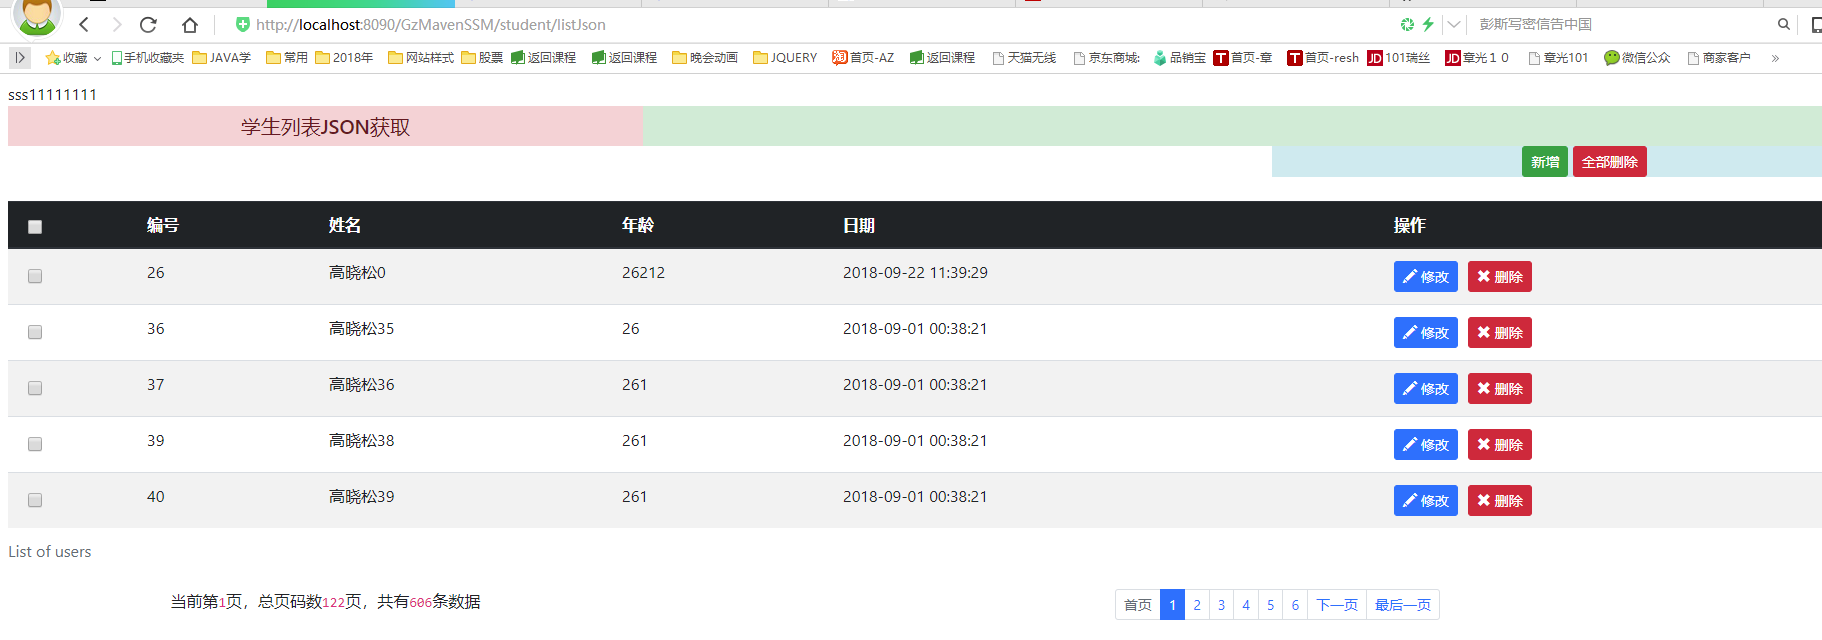 http://localhost:8090/GzMavenSSM/student/listJson 彭斯写密信告中国
收藏 手机收藏夹 JAVA学 常用 2018年 网站样式 股票 返回课程 返回课程 晚会动画 JQUERY 淘 首页-AZ 返回课程 天猫无线 京东商城: 品销宝 T 首页-章 T 首页-resh JD 101瑞丝 JD 章光１０ 章光101 微信公众 商家客户 »
sss11111111
学生列表JSON获取
新增 全部删除
编号 姓名 年龄 日期 操作
26 高晓松0 26212 2018-09-22 11:39:29 修改 删除
36 高晓松35 26 2018-09-01 00:38:21 修改 删除
37 高晓松36 261 2018-09-01 00:38:21 修改 删除
39 高晓松38 261 2018-09-01 00:38:21 修改 删除
40 高晓松39 261 2018-09-01 00:38:21 修改 删除
List of users
当前第1页，总页码数122页，共有606条数据 首页 1 2 3 4 5 6 下一页 最后一页